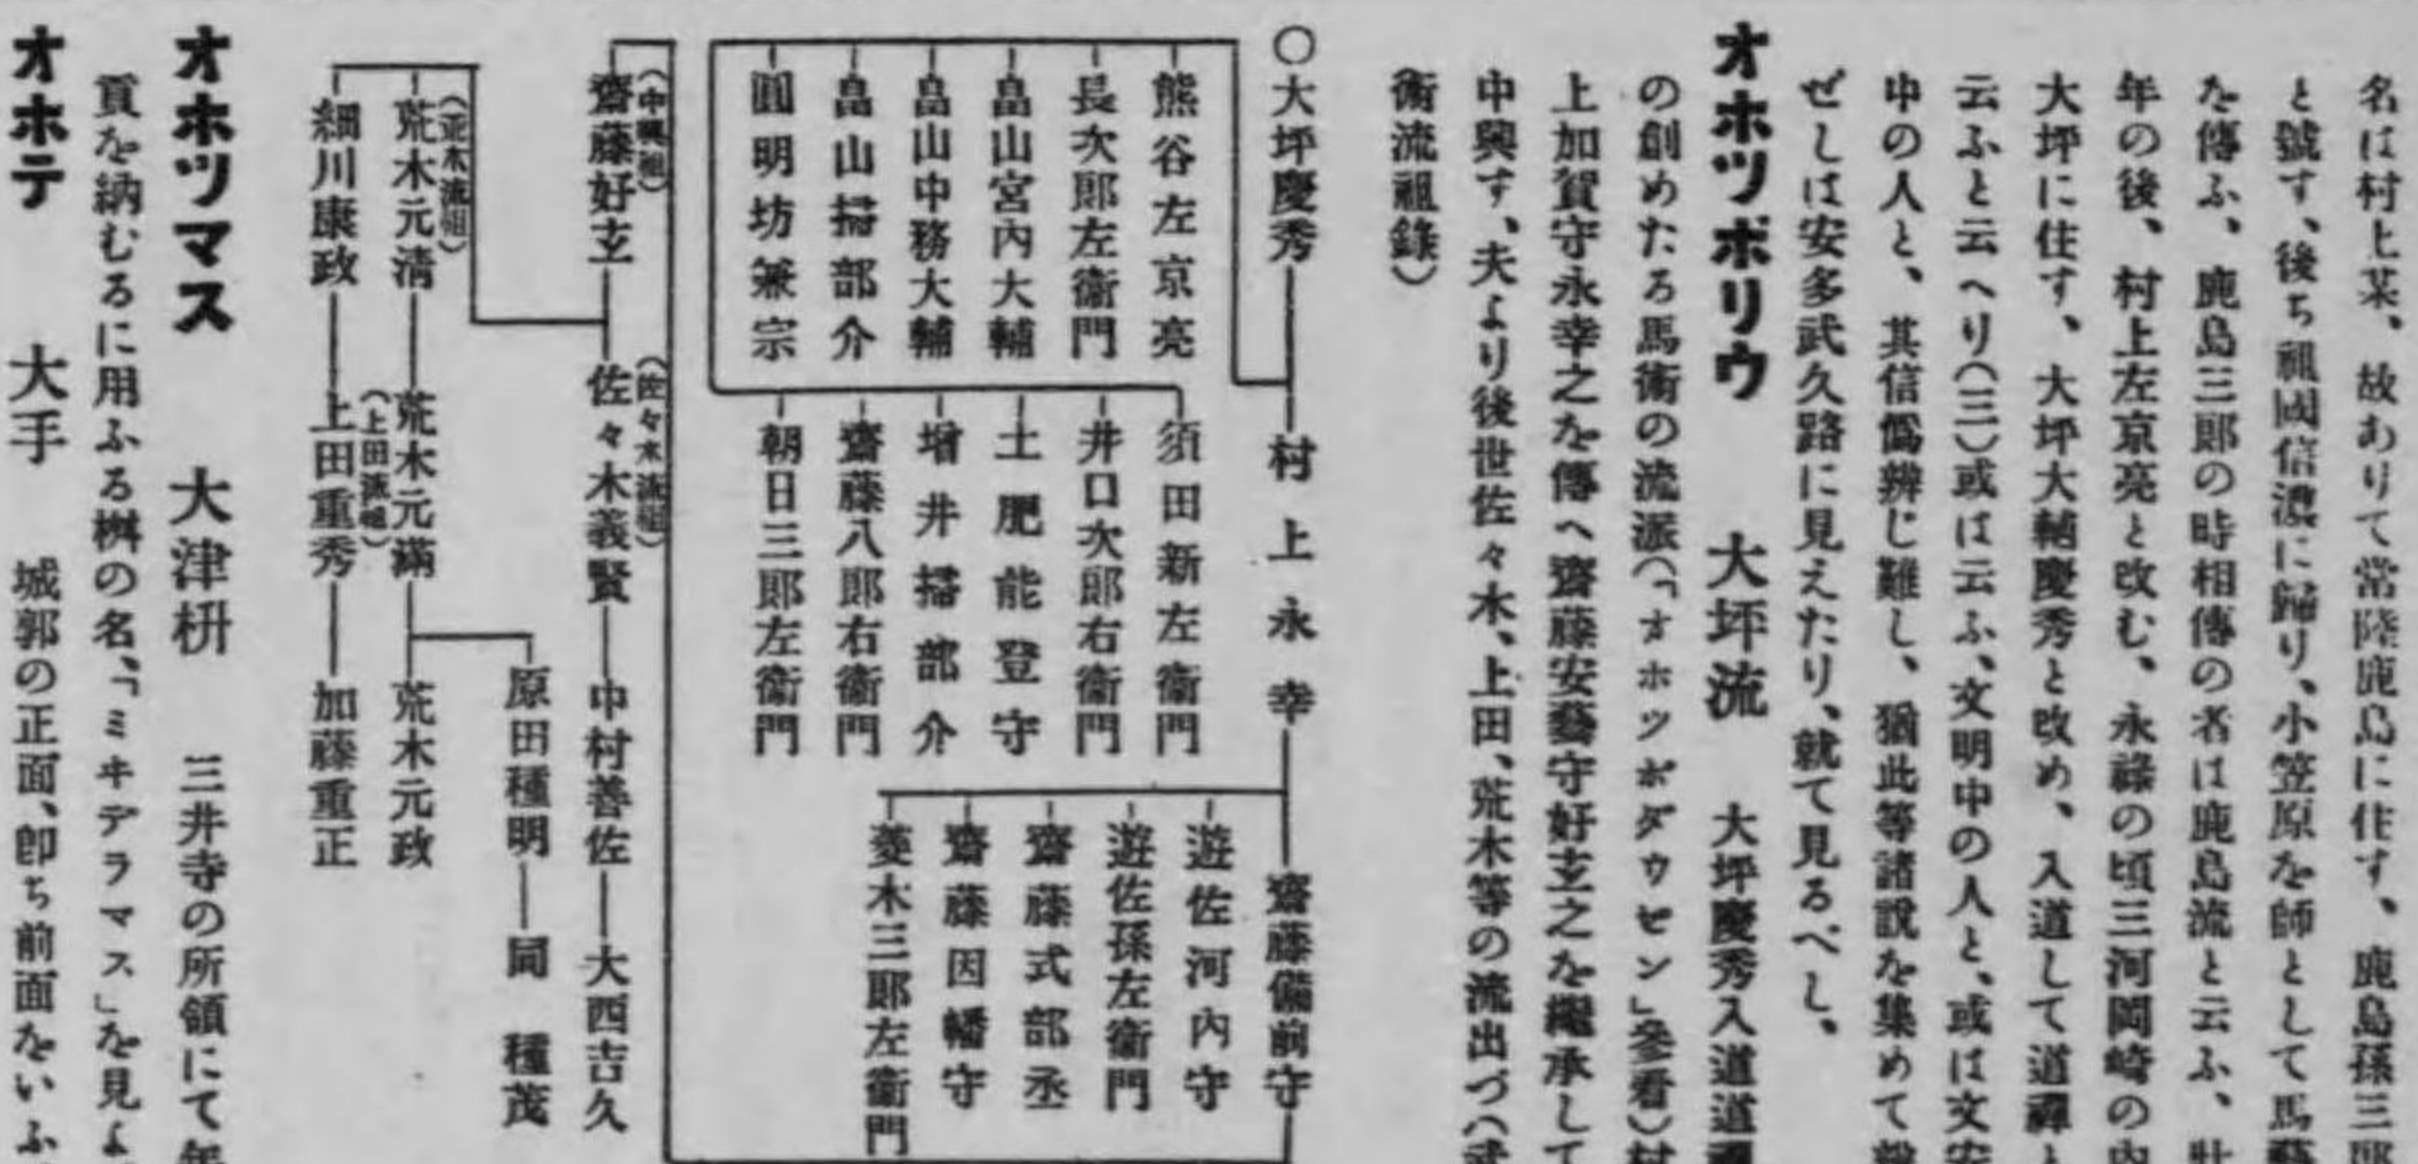 名は村上某、故ありて常陸鹿島に住す、鹿島孫三郎
と號す、後ち祖國信濃に歸り、小笠原を師として馬藝
を傳ふ、鹿島三郎の時相傳の者は鹿島流と云ふ、壯
年の後、村上左京亮と改む、永祿の頃三河岡崎の內
大坪に住す、大坪大輔慶秀と改め、入道して道禪と
云ふと云へり(三)或は云ふ、文明中の人と、或は文安
中の人と、其信僞辨じ難し、猶此等諸說を集めて
ぜしは安多武久路に見えたり、就て見るべし、
オホツボリウ 大坪流 大坪慶秀入道道禪
の創めたる馬術の流派(「オホツボダウゼン」參看)村
上加賀守永幸之を傳へ齋藤安藝守好玄之を繼承して
中興す、夫より後世佐々木、上田、荒木等の流出づ(武
術流祖錄)
○大坪慶秀
村上永幸
齋藤備前守
熊谷左京亮
長次郎左衞門
畠山宮內大輔
畠山中務大輔
畠山掃部介
圓明坊兼宗
須田新左衞門
井口次郎右衞門
土肥能登守
增井掃部介
齋藤八郎右衞門
朝日三郎左衞門
遊佐河內守
遊佐孫左衞門
齋藤式部丞
齋藤因幡守
菱木三郎左衞門
(中興祖)
齋藤好玄
(佐々木流祖)
佐々木義賢
中村善佐
大西吉久
原田種明
同 種茂
(荒木流祖)
荒木元淸
荒木元滿
荒木元政
細川康政
(上田流祖)
上田重秀
加藤重正
オホツマス 大津枡 三井寺の所領にて年
貢を納むるに用ふる桝の名、「ミヰデラマス」を見よ
オホテ 大手 城郭の正面、卽ち前面をいふ